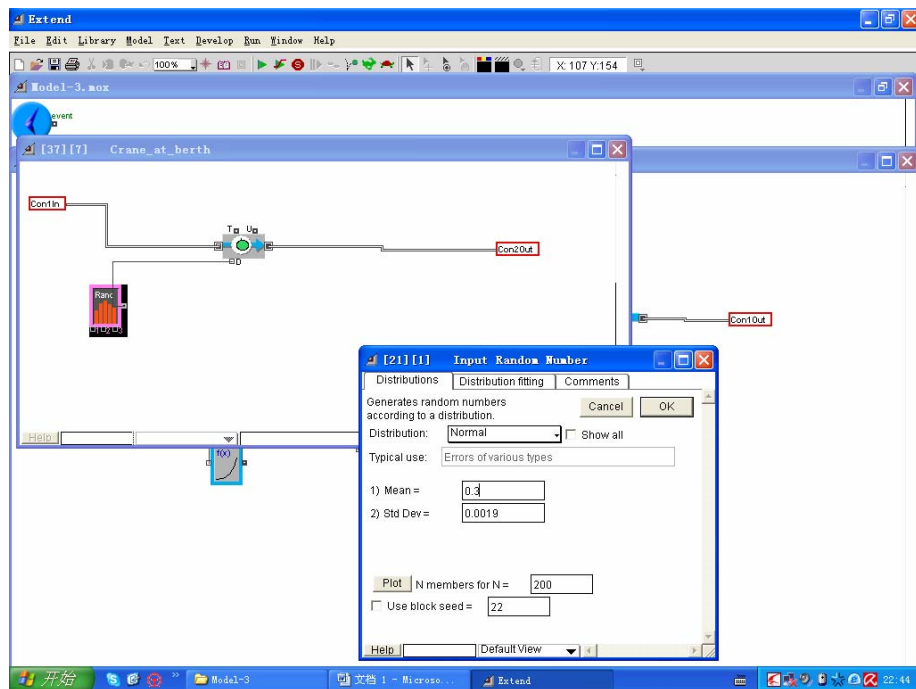 Extend
File Edit Library Model Text Develop Run Window Help
100%
X:107 Y:154
Model-3.mox
event
[37][7] Crane_at_berth
Con1In
T U
D
Con2Out
Rand
1 2 3
Con1Out
Help
f(x)
[21][1] Input Random Number
Distributions Distribution fitting Comments
Generates random numbers
according to a distribution.
Cancel OK
Distribution: Normal Show all
Typical use: Errors of various types
1) Mean = 0.3
2) Std Dev = 0.0019
Plot N members for N = 200
Use block seed = 22
Help Default View
开始 Model-3 文档 1 - Microso... Extend 22:44